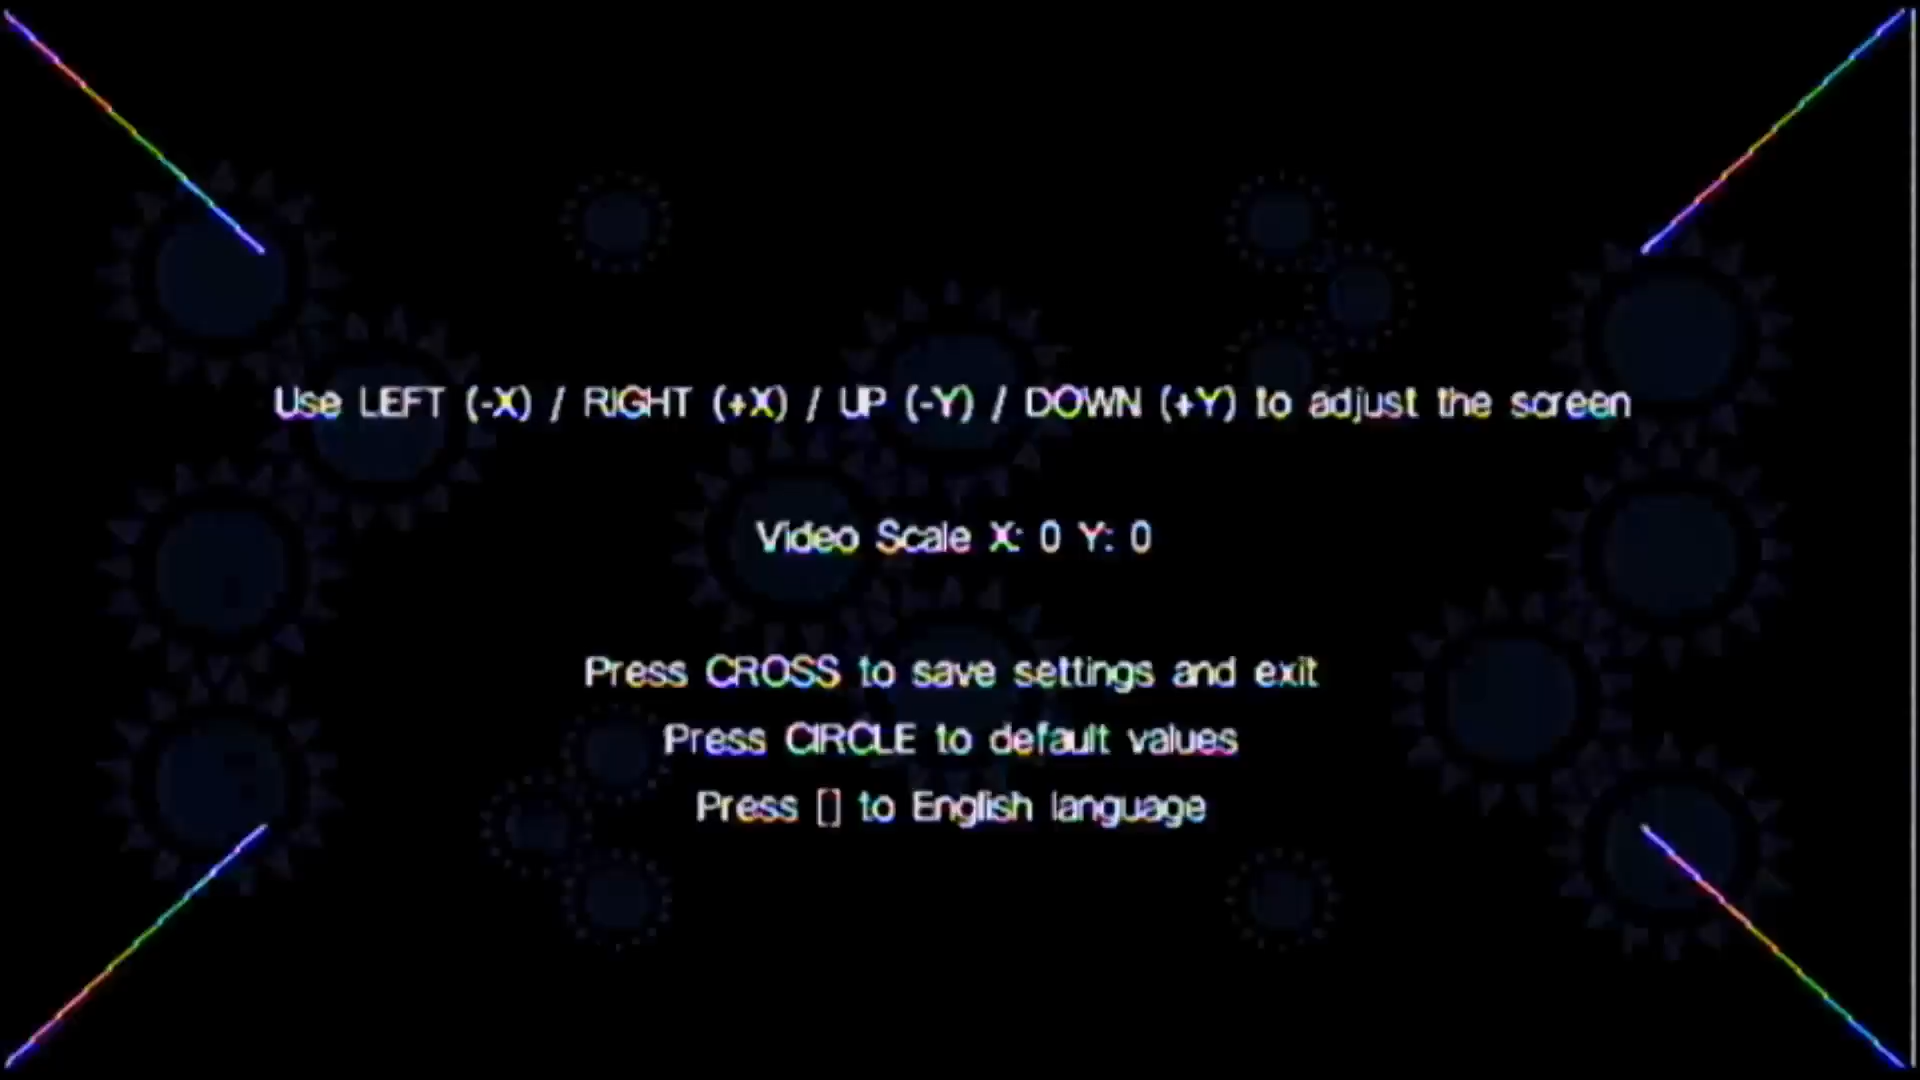 Use LEFT (-X) / RIGHT (+X) / UP (-Y) / DOWN (+Y) to adjust the screen
Video Scale X: 0 Y: 0
Press CROSS to save settings and exit
Press CIRCLE to default values
Press [] to English language